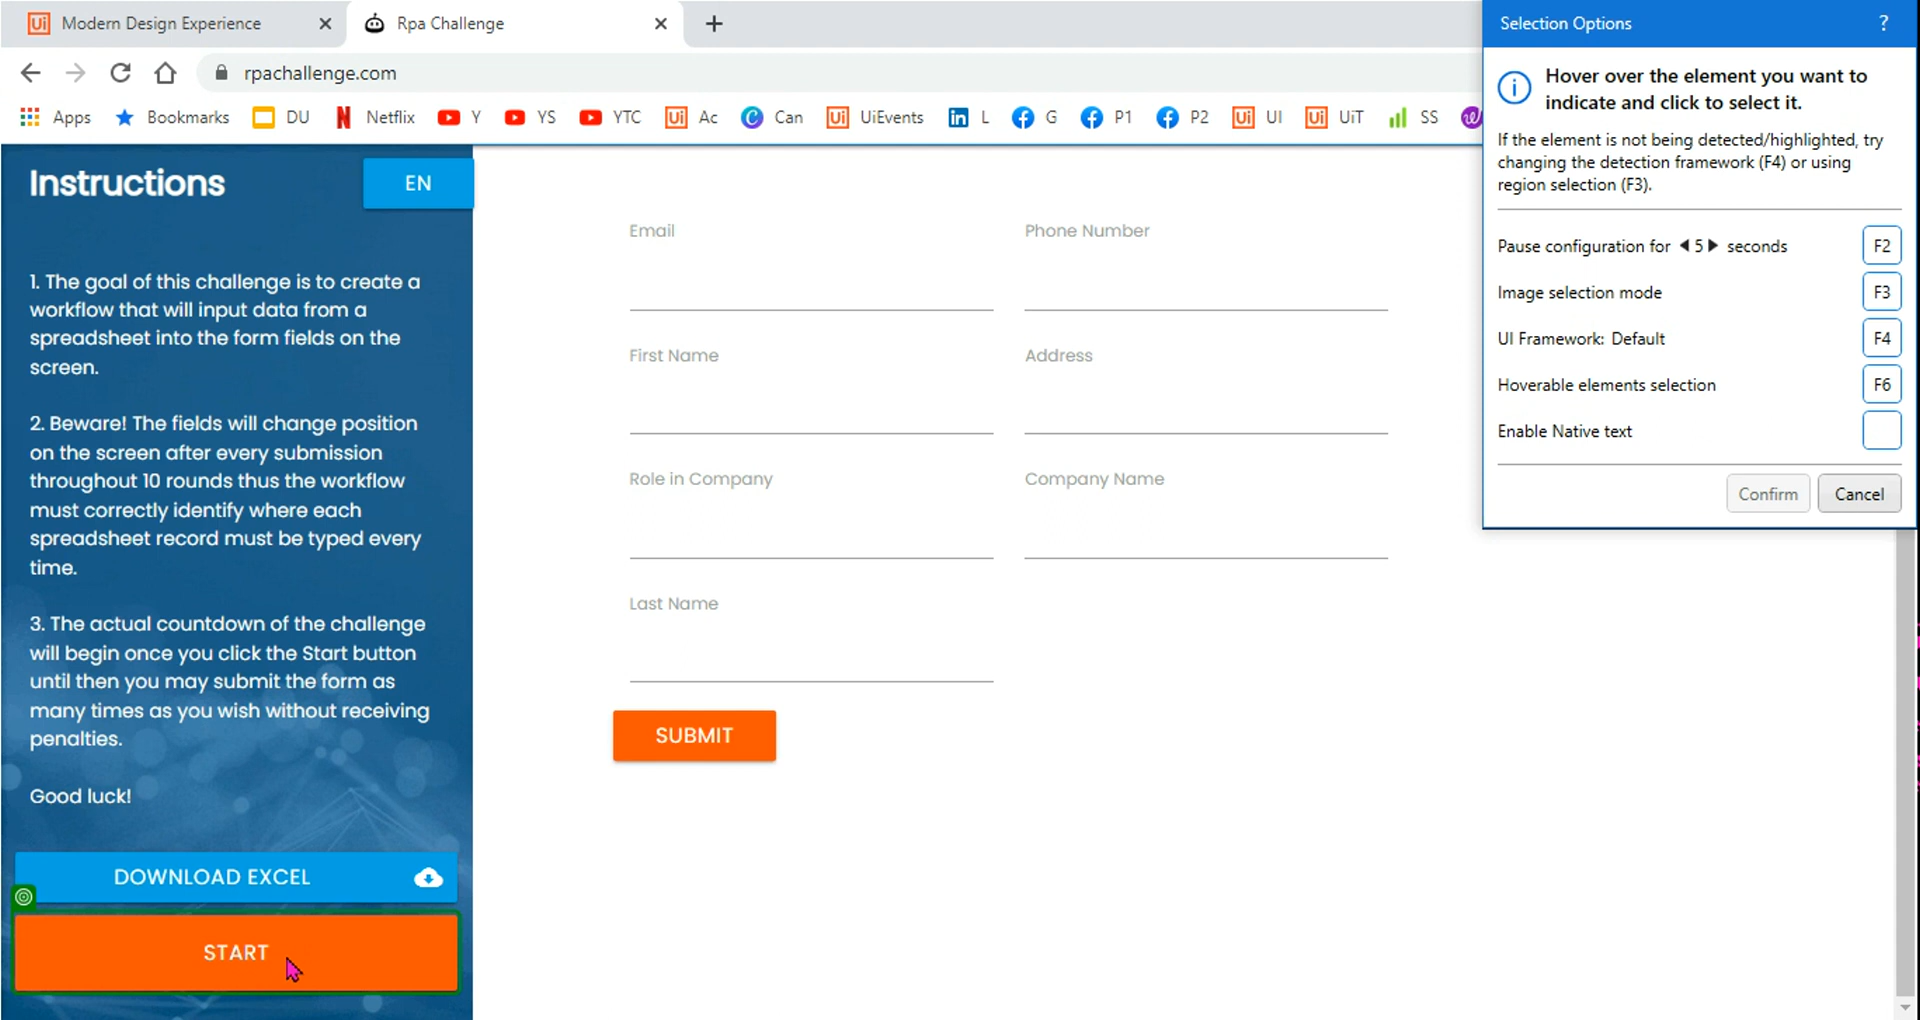 Modern Design Experience
Rpa Challenge
Selection Options
?
rpachallenge.com
Apps
Bookmarks
DU
Netflix
Y
YS
YTC
Ui Ac
Can
Ui UiEvents
in L
G
P1
P2
Ui UI
Ui UiT
SS
Hover over the element you want to
indicate and click to select it.
If the element is not being detected/highlighted, try
changing the detection framework (F4) or using
region selection (F3).
Pause configuration for 5 seconds
F2
Image selection mode
F3
UI Framework: Default
F4
Hoverable elements selection
F6
Enable Native text
Confirm
Cancel
Instructions
EN
1. The goal of this challenge is to create a
workflow that will input data from a
spreadsheet into the form fields on the
screen.
2. Beware! The fields will change position
on the screen after every submission
throughout 10 rounds thus the workflow
must correctly identify where each
spreadsheet record must be typed every
time.
3. The actual countdown of the challenge
will begin once you click the Start button
until then you may submit the form as
many times as you wish without receiving
penalties.
Good luck!
DOWNLOAD EXCEL
START
Email
Phone Number
First Name
Address
Role in Company
Company Name
Last Name
SUBMIT